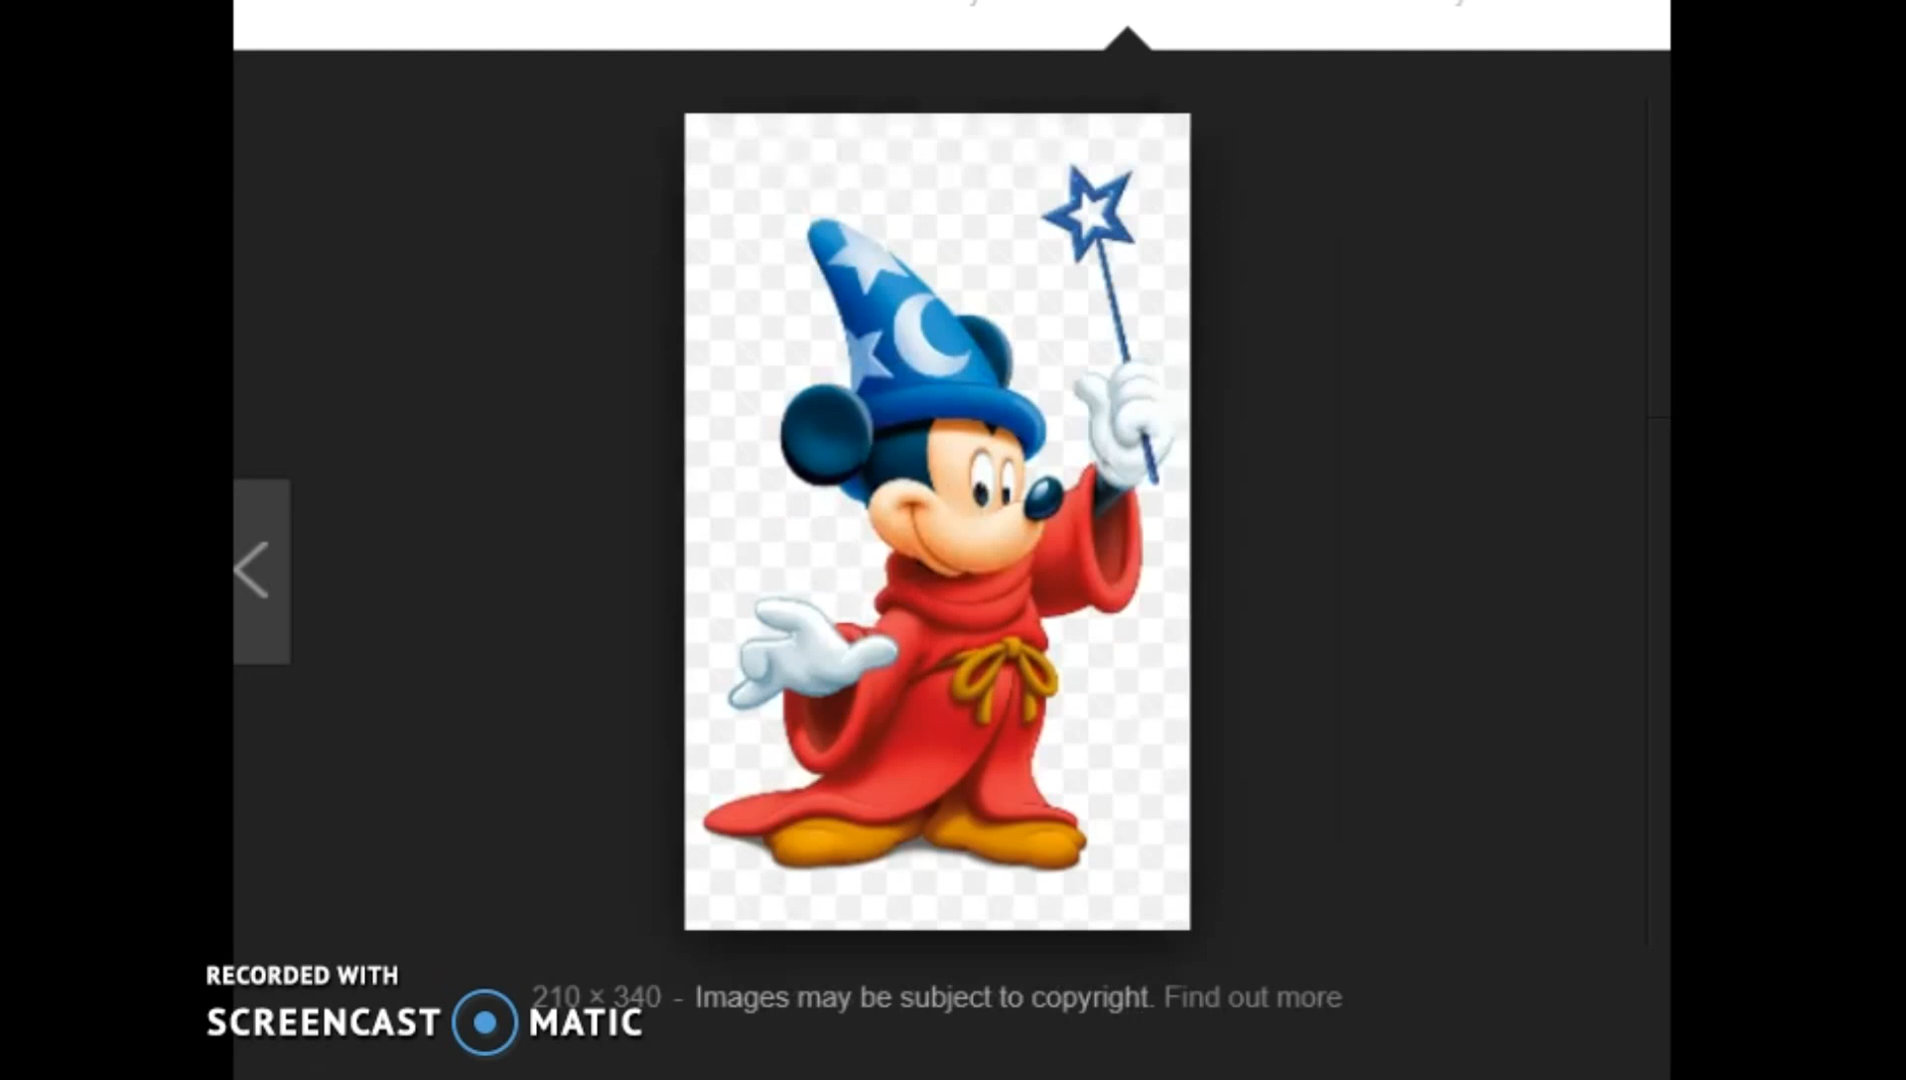 RECORDED WITH
SCREENCAST MATIC
210 × 340 - Images may be subject to copyright. Find out more